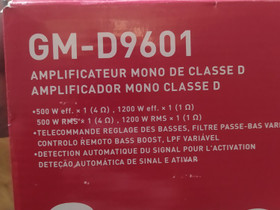 GM-D9601
AMPLIFICATEUR MONO DE CLASSE D
AMPLIFICADOR MONO CLASSE D
•500 W eff. × 1 (4 Ω) , 1200 W eff. × 1 (1 Ω)
500 W RMS × 1 (4 Ω) , 1200 W RMS × 1 (1 Ω)
•TELECOMMANDE REGLAGE DES BASSES, FILTRE PASSE-BAS VAR
CONTROLO REMOTO BASS BOOST, LPF VARIÁVEL
•DETECTION AUTOMATIQUE DU SIGNAL POUR L'ACTIVATION
DETEÇÃO AUTOMÁTICA DE SINAL E ATIVAR